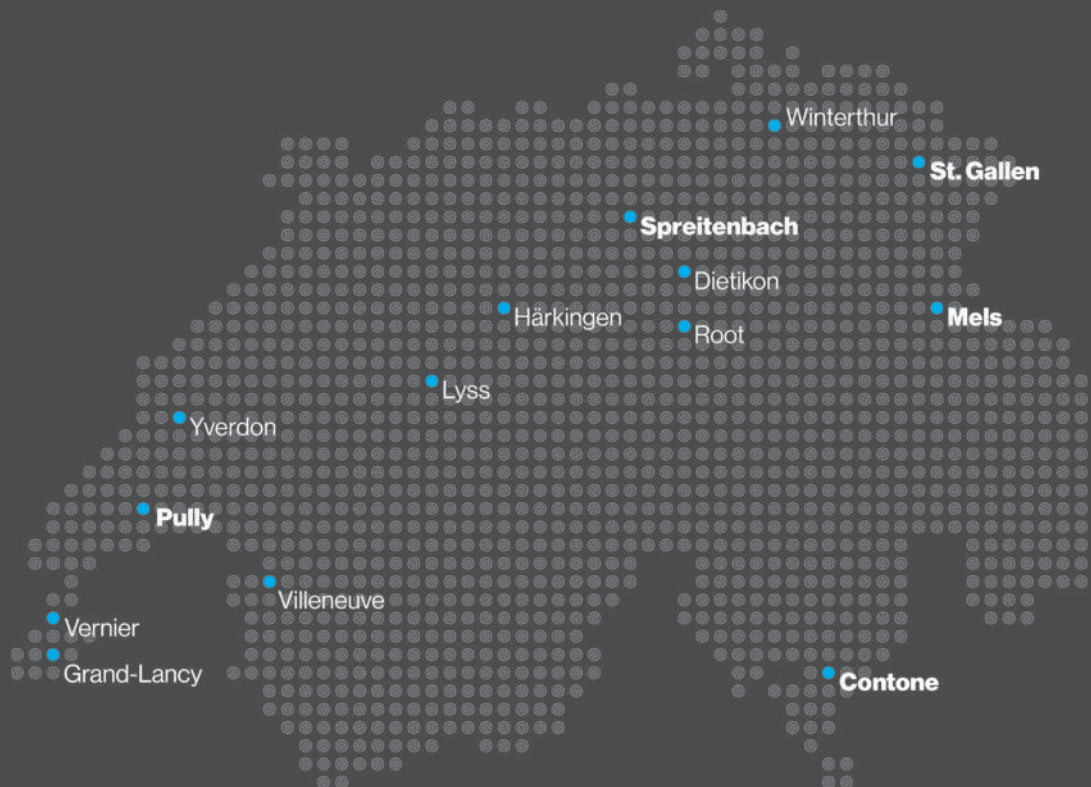 Winterthur
St. Gallen
Spreitenbach
Dietikon
Härkingen
Mels
Root
Lyss
Yverdon
Pully
Villeneuve
Vernier
Grand-Lancy
Contone